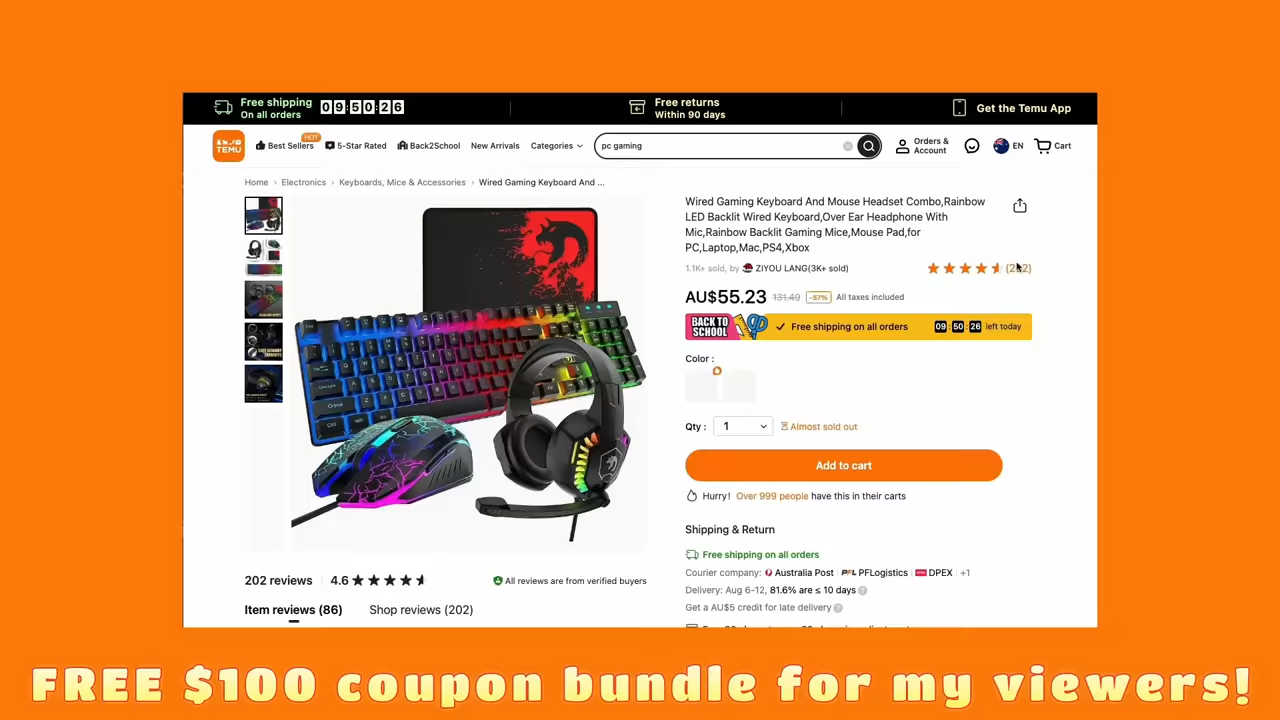 Free shipping
On all orders
09:50:26
Free returns
Within 90 days
Get the Temu App
TEMU
Best Sellers
HOT
5-Star Rated
Back2School
New Arrivals
Categories
pc gaming
Orders &
Account
EN
Cart
Home › Electronics › Keyboards, Mice & Accessories › Wired Gaming Keyboard And ...
Wired Gaming Keyboard And Mouse Headset Combo,Rainbow
LED Backlit Wired Keyboard,Over Ear Headphone With
Mic,Rainbow Backlit Gaming Mice,Mouse Pad,for
PC,Laptop,Mac,PS4,Xbox
1.1K+ sold, by ZIYOU LANG(3K+ sold)
AU$55.23 131.49 -57% All taxes included
BACK TO
SCHOOL
Free shipping on all orders
09:50:26 left today
Color :
Qty : 1 Almost sold out
Add to cart
Hurry! Over 999 people have this in their carts
Shipping & Return
Free shipping on all orders
Courier company: Australia Post PFLogistics DPEX +1
Delivery: Aug 6-12, 81.6% are ≤ 10 days
Get a AU$5 credit for late delivery
202 reviews 4.6
All reviews are from verified buyers
Item reviews (86) Shop reviews (202)
FREE $100 coupon bundle for my viewers!